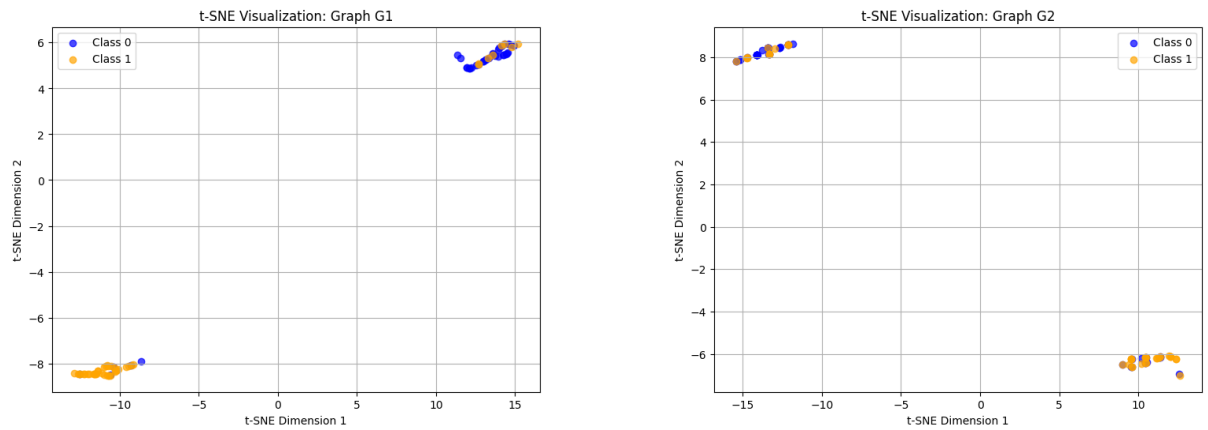 t-SNE Visualization: Graph G1
Class 0
Class 1
6
4
2
0
−2
−4
−6
−8
−10
−5
0
5
10
15
t-SNE Dimension 2
t-SNE Dimension 1
t-SNE Visualization: Graph G2
Class 0
Class 1
8
6
4
2
0
−2
−4
−6
−15
−10
−5
0
5
10
t-SNE Dimension 2
t-SNE Dimension 1